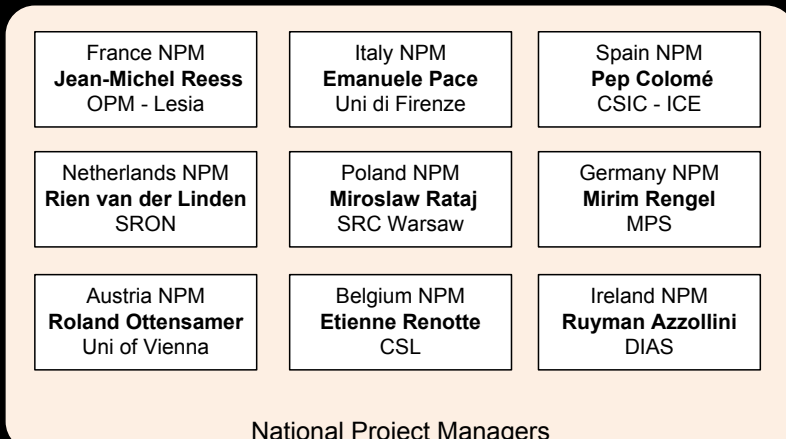 France NPM
Jean-Michel Reess
OPM - Lesia
Italy NPM
Emanuele Pace
Uni di Firenze
Spain NPM
Pep Colomé
CSIC - ICE
Netherlands NPM
Rien van der Linden
SRON
Poland NPM
Miroslaw Rataj
SRC Warsaw
Germany NPM
Mirim Rengel
MPS
Austria NPM
Roland Ottensamer
Uni of Vienna
Belgium NPM
Etienne Renotte
CSL
Ireland NPM
Ruyman Azzollini
DIAS
National Project Managers